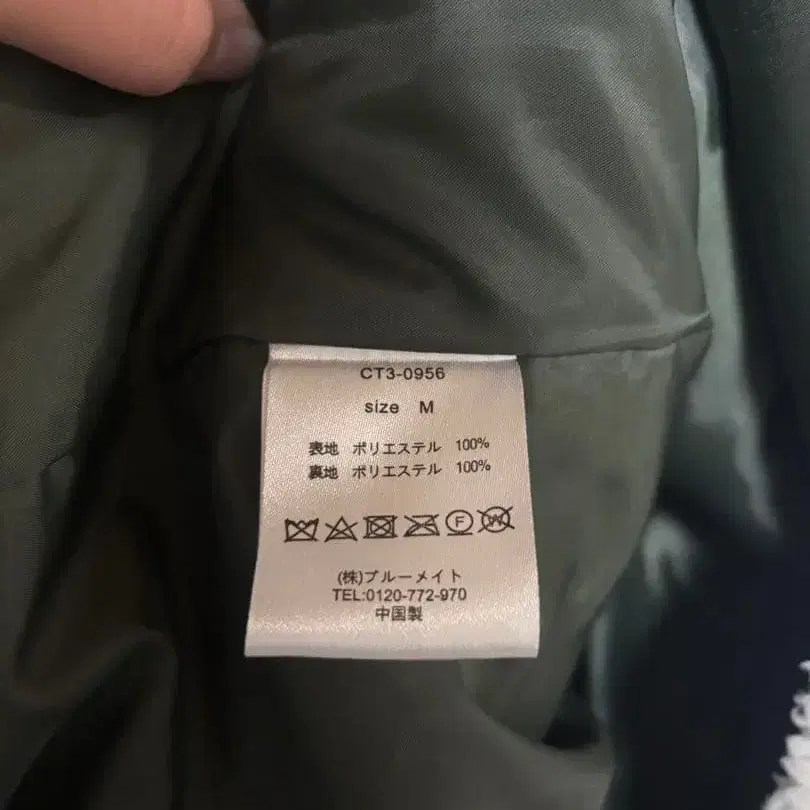 CT3-0956
size M
表地 ポリエステル 100%
裏地 ポリエステル 100%
F W
(株)ブルーメイト
TEL:0120-772-970
中国製